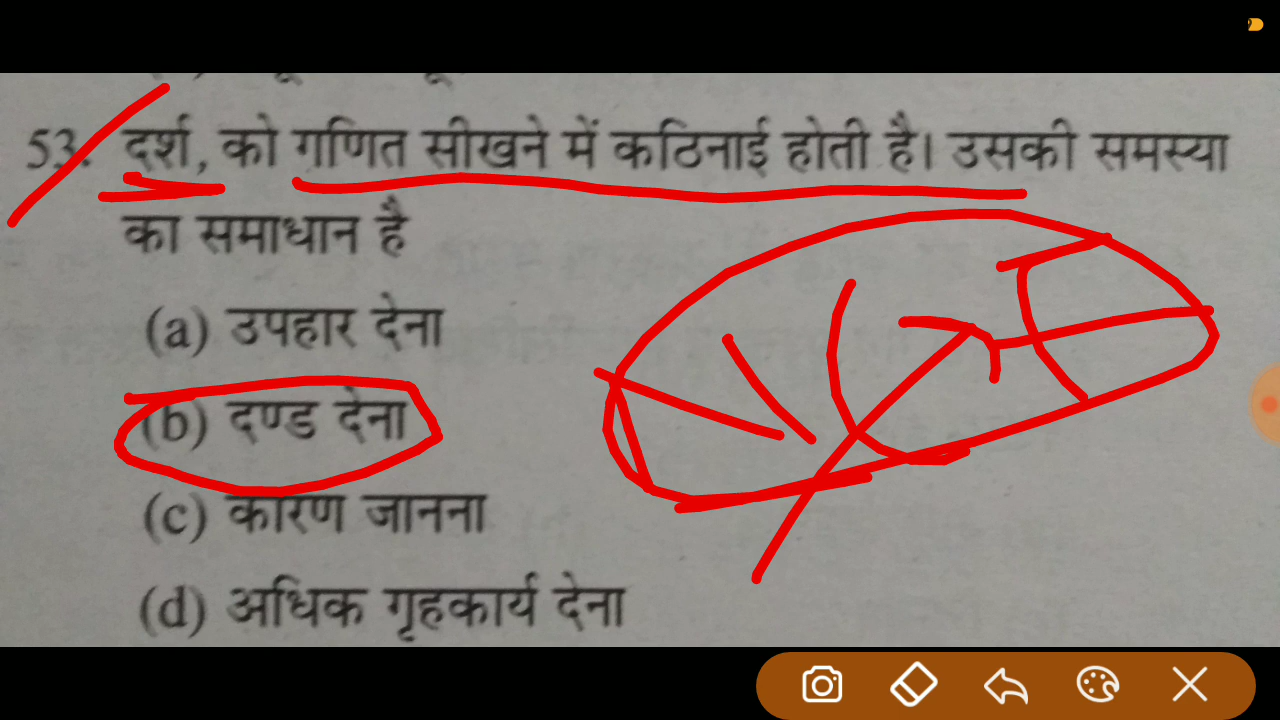 53. दर्श, को गणित सीखने में कठिनाई होती है। उसकी समस्या
का समाधान है
(a) उपहार देना
(b) दण्ड देना
(c) कारण जानना
(d) अधिक गृहकार्य देना